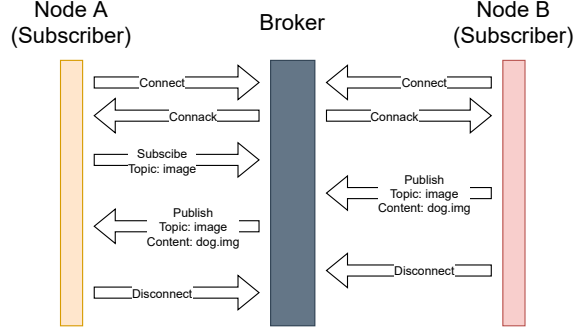 Node A
(Subscriber)
Broker
Node B
(Subscriber)
Connect
Connect
Connack
Connack
Subscibe
Topic: image
Publish
Topic: image
Content: dog.img
Publish
Topic: image
Content: dog.img
Disconnect
Disconnect